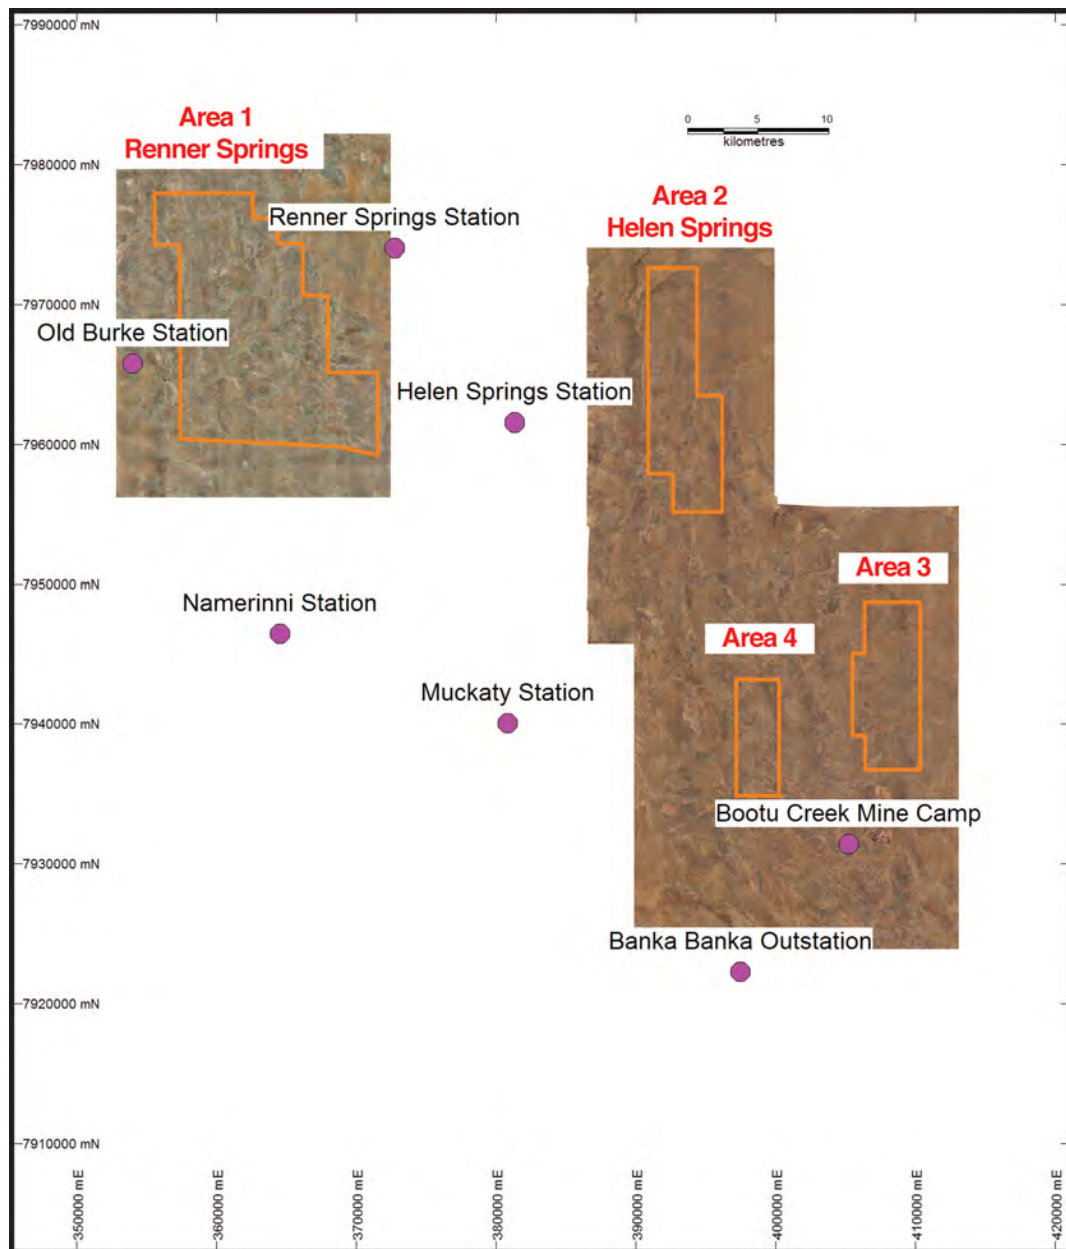 7990000 mN
Area 1
Renner Springs
0 5 10
kilometres
7980000 mN
Area 2
Helen Springs
Renner Springs Station
7970000 mN
Old Burke Station
Helen Springs Station
7960000 mN
Area 3
7950000 mN
Namerinni Station
Area 4
Muckaty Station
7940000 mN
Bootu Creek Mine Camp
7930000 mN
Banka Banka Outstation
7920000 mN
7910000 mN
350000 mE
360000 mE
370000 mE
380000 mE
390000 mE
400000 mE
410000 mE
420000 mE